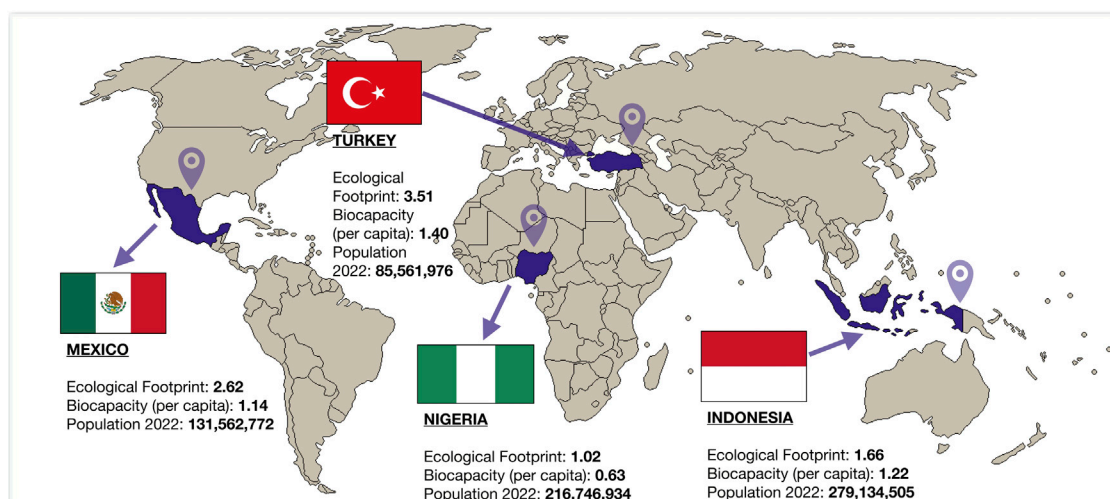 TURKEY
Ecological
Footprint: 3.51
Biocapacity
(per capita): 1.40
Population
2022: 85,561,976
MEXICO
Ecological Footprint: 2.62
Biocapacity (per capita): 1.14
Population 2022: 131,562,772
NIGERIA
Ecological Footprint: 1.02
Biocapacity (per capita): 0.63
Population 2022: 216,746,934
INDONESIA
Ecological Footprint: 1.66
Biocapacity (per capita): 1.22
Population 2022: 279,134,505